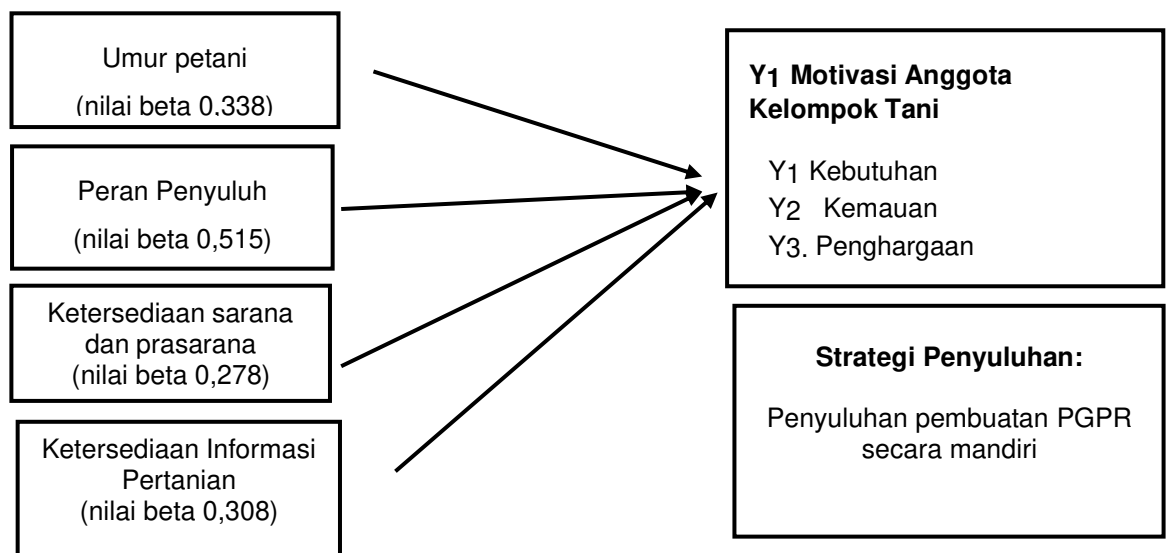 Umur petani
(nilai beta 0.338)
Peran Penyuluh
(nilai beta 0,515)
Ketersediaan sarana
dan prasarana
(nilai beta 0,278)
Ketersediaan Informasi
Pertanian
(nilai beta 0,308)
Y1 Motivasi Anggota
Kelompok Tani
Y1 Kebutuhan
Y2 Kemauan
Y3. Penghargaan
Strategi Penyuluhan:
Penyuluhan pembuatan PGPR
secara mandiri